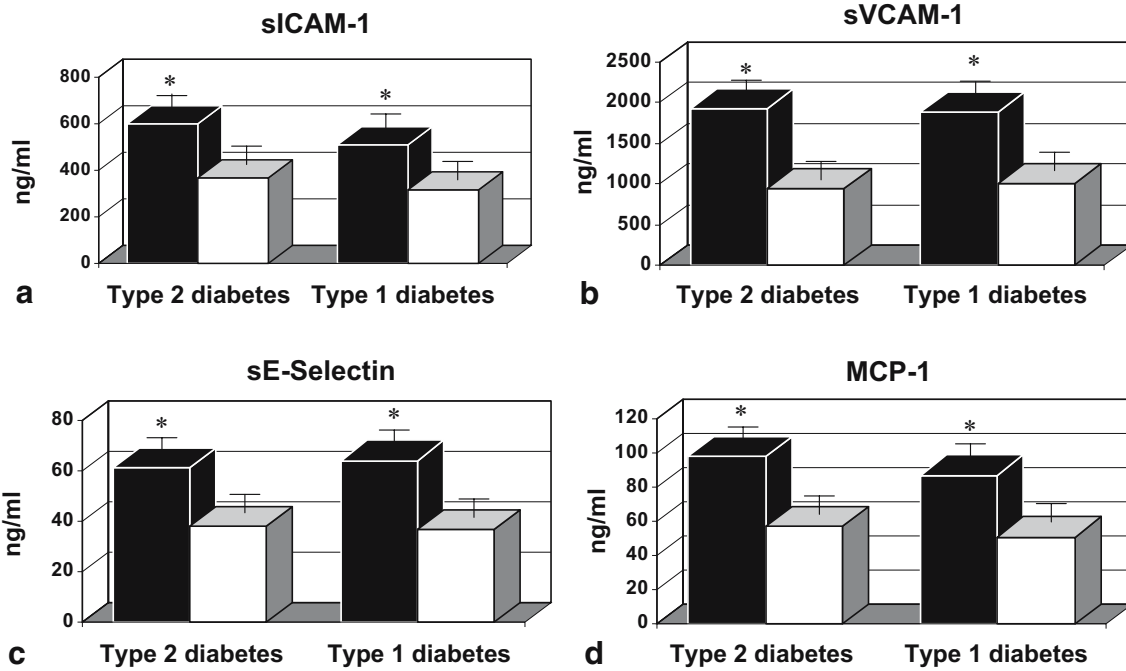 sICAM-1
800
600
400
200
0
ng/ml
*
*
a
Type 2 diabetes Type 1 diabetes
sVCAM-1
2500
2000
1500
1000
500
0
ng/ml
*
*
b
Type 2 diabetes Type 1 diabetes
sE-Selectin
80
60
40
20
0
ng/ml
*
*
c
Type 2 diabetes Type 1 diabetes
MCP-1
120
100
80
60
40
20
0
ng/ml
*
*
d
Type 2 diabetes Type 1 diabetes